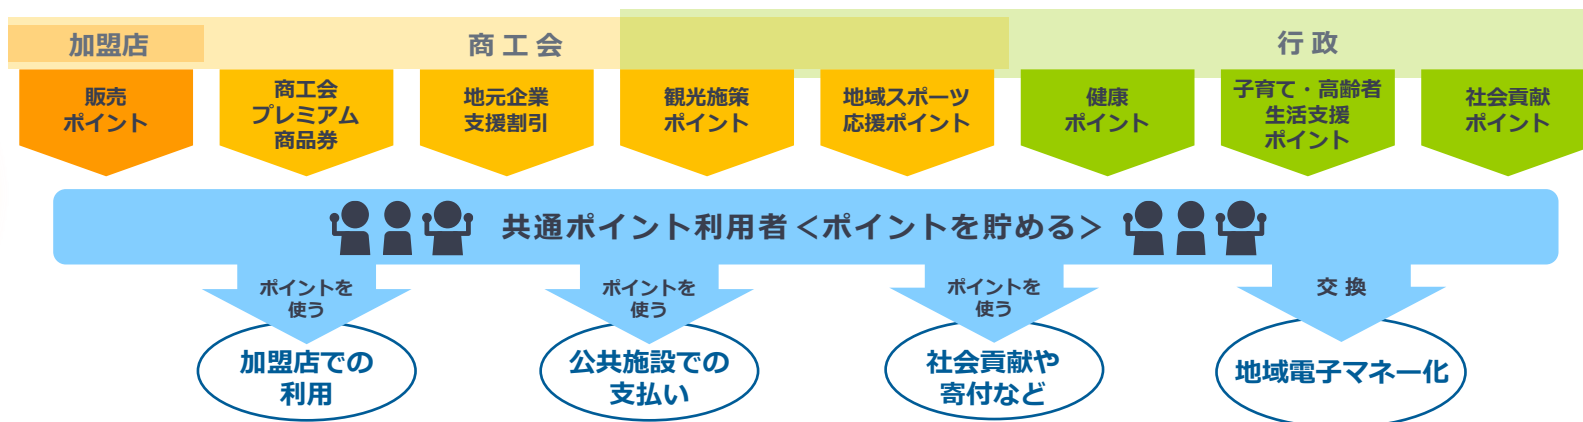 加盟店
商工会
行政
販売
ポイント
商工会
プレミアム
商品券
地元企業
支援割引
観光施策
ポイント
地域スポーツ
応援ポイント
健康
ポイント
子育て・高齢者
生活支援
ポイント
社会貢献
ポイント
共通ポイント利用者<ポイントを貯める>
ポイントを
使う
ポイントを
使う
ポイントを
使う
交換
加盟店での
利用
公共施設での
支払い
社会貢献や
寄付など
地域電子マネー化